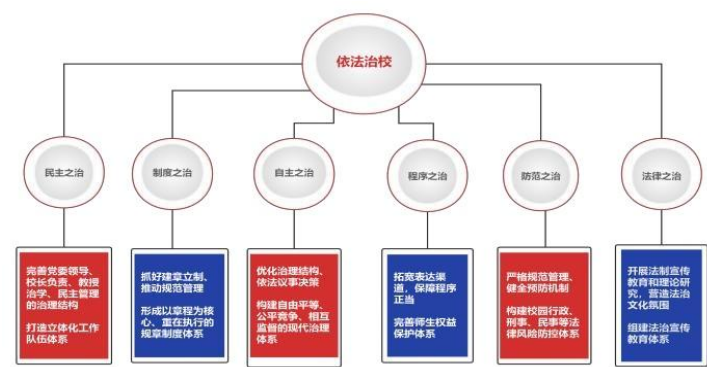 依法治校
民主之治
制度之治
自主之治
程序之治
防范之治
法律之治
完善党委领导、
校长负责、教授
治学、民主管理
的治理结构
打造立体化工作
队伍体系
抓好建章立制、
推动规范管理
形成以章程为核
心、重在执行的
规章制度体系
优化治理结构、
依法议事决策
构建自由平等、
公平竞争、相互
监督的现代治理
体系
拓宽表达渠
道，保障程序
正当
完善师生权益
保护体系
严格规范管理、
健全预防机制
构建校园行政、
刑事、民事等法
律风险防控体系
开展法制宣传
教育和理论研
究，营造法治
文化氛围
组建法治宣传
教育体系